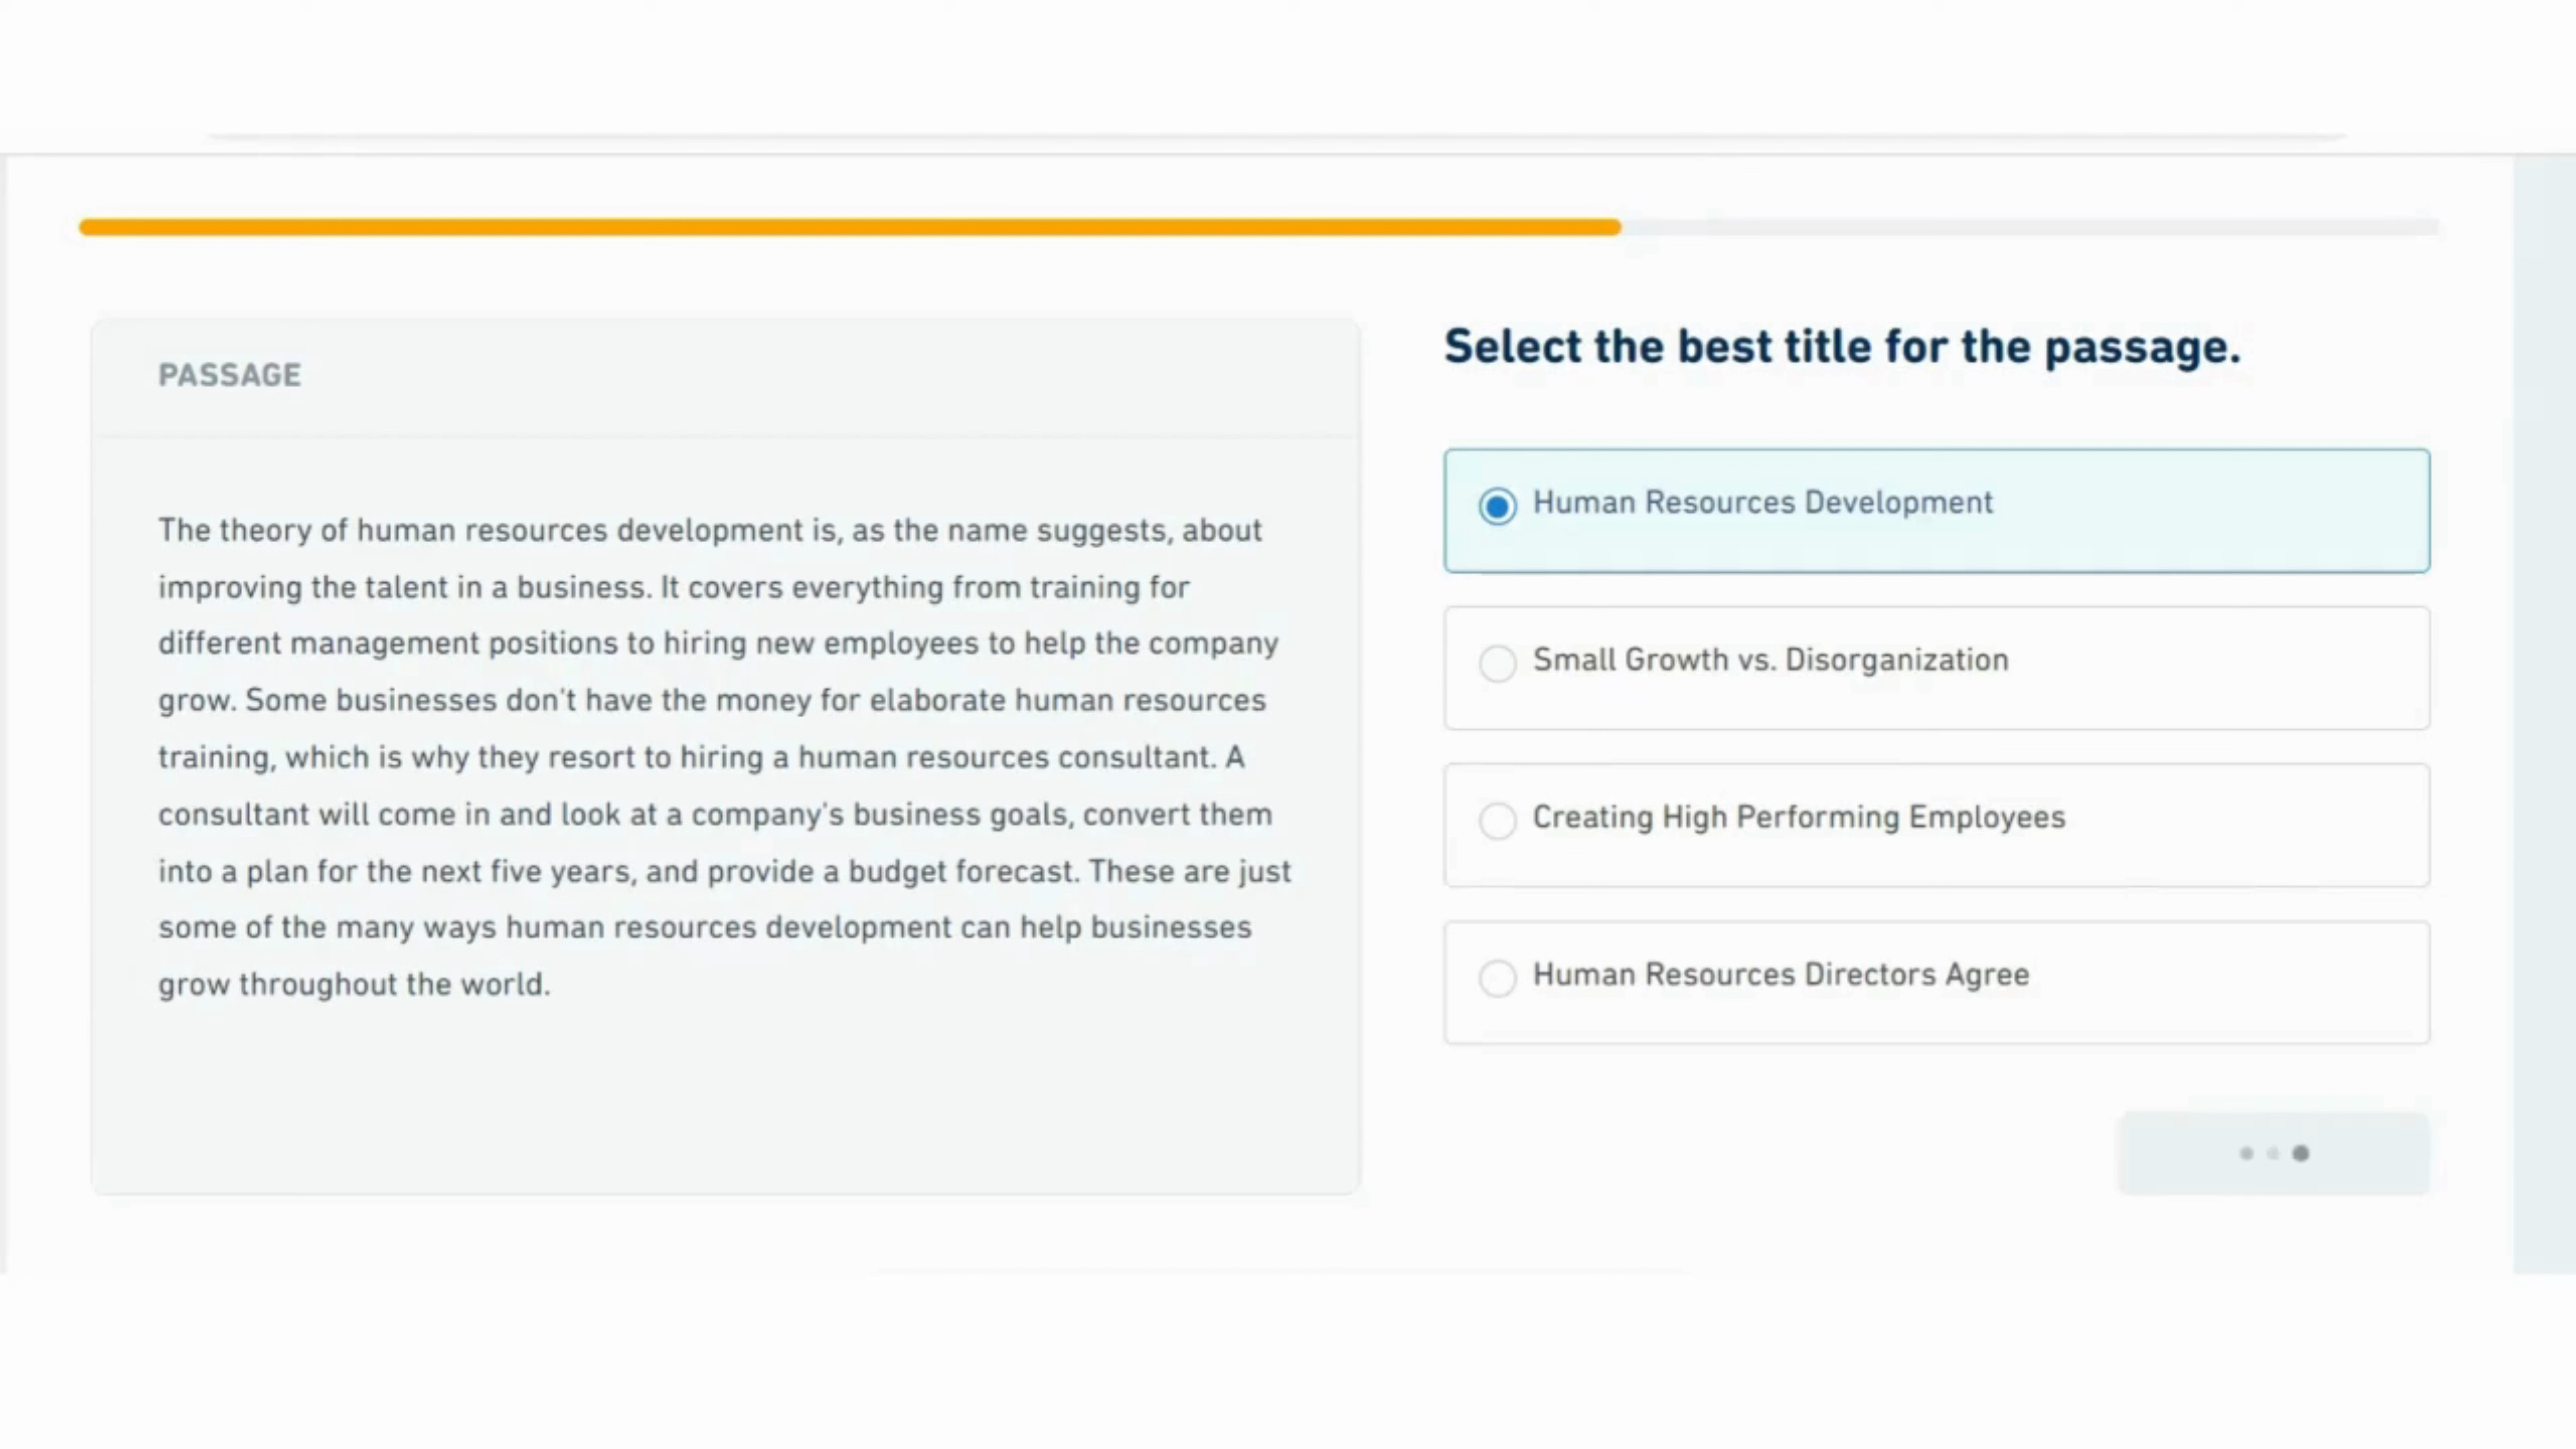 PASSAGE
The theory of human resources development is, as the name suggests, about
improving the talent in a business. It covers everything from training for
different management positions to hiring new employees to help the company
grow. Some businesses don't have the money for elaborate human resources
training, which is why they resort to hiring a human resources consultant. A
consultant will come in and look at a company's business goals, convert them
into a plan for the next five years, and provide a budget forecast. These are just
some of the many ways human resources development can help businesses
grow throughout the world.
Select the best title for the passage.
Human Resources Development
Small Growth vs. Disorganization
Creating High Performing Employees
Human Resources Directors Agree